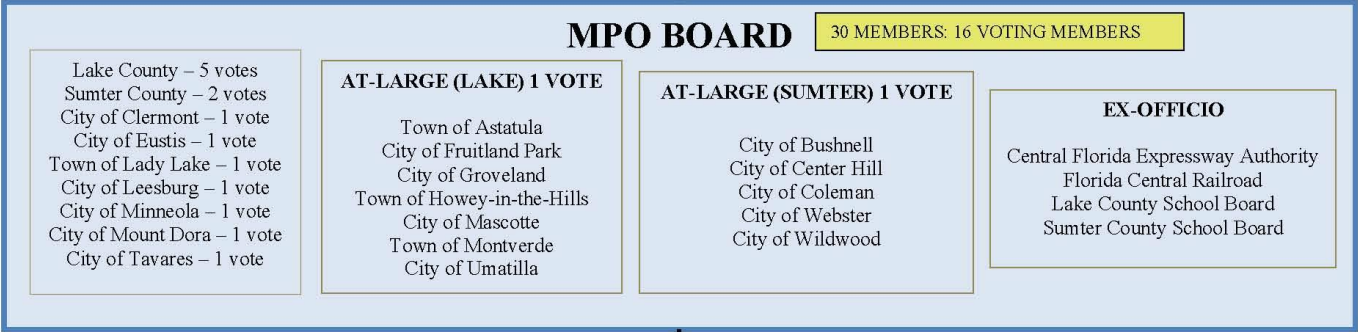 MPO BOARD
30 MEMBERS: 16 VOTING MEMBERS
Lake County – 5 votes
Sumter County – 2 votes
City of Clermont – 1 vote
City of Eustis – 1 vote
Town of Lady Lake – 1 vote
City of Leesburg – 1 vote
City of Minneola – 1 vote
City of Mount Dora – 1 vote
City of Tavares – 1 vote
AT-LARGE (LAKE) 1 VOTE
Town of Astatula
City of Fruitland Park
City of Groveland
Town of Howey-in-the-Hills
City of Mascotte
Town of Montverde
City of Umatilla
AT-LARGE (SUMTER) 1 VOTE
City of Bushnell
City of Center Hill
City of Coleman
City of Webster
City of Wildwood
EX-OFFICIO
Central Florida Expressway Authority
Florida Central Railroad
Lake County School Board
Sumter County School Board